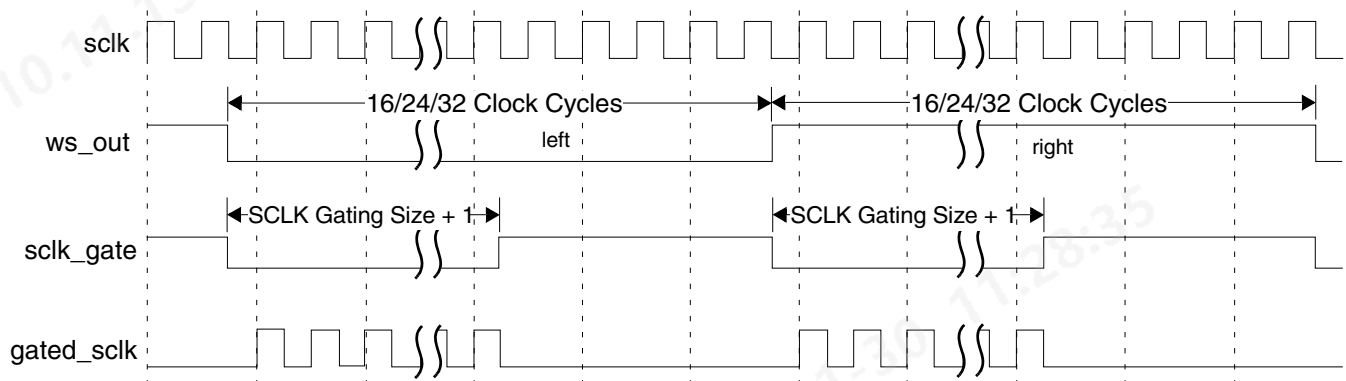 sclk
16/24/32 Clock Cycles 16/24/32 Clock Cycles
ws_out
left right
SCLK Gating Size + 1 SCLK Gating Size + 1
sclk_gate
gated_sclk